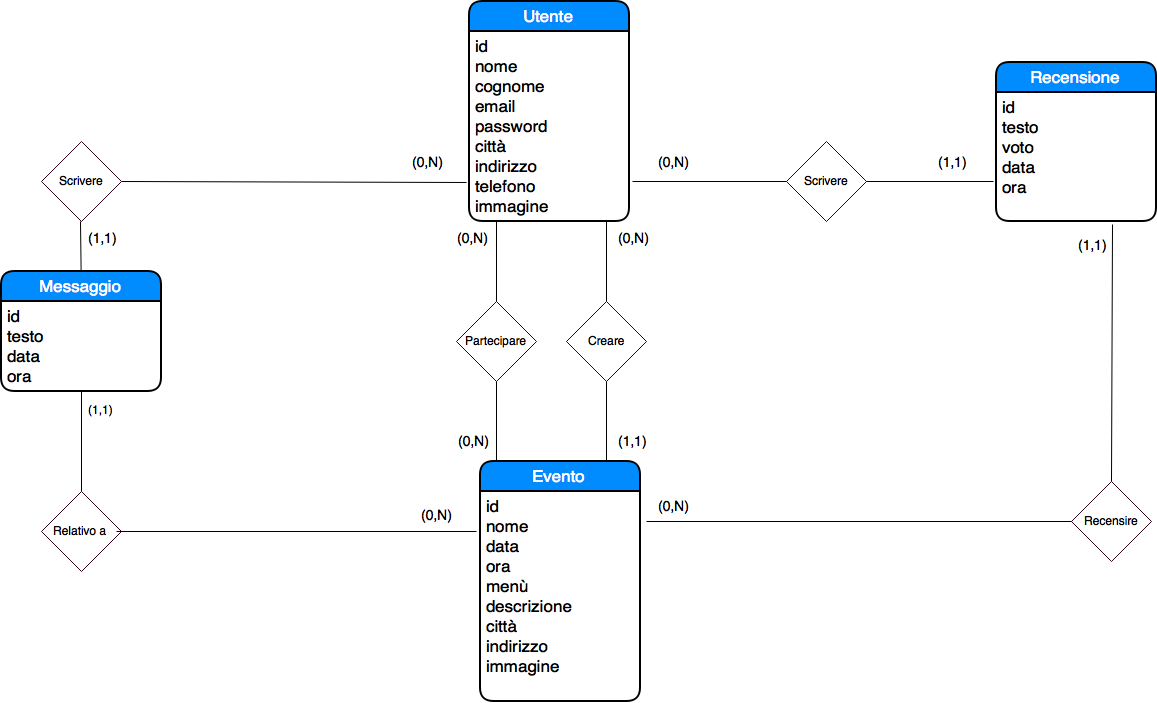 Utente
id
nome
cognome
email
password
città
indirizzo
telefono
immagine
Recensione
id
testo
voto
data
ora
Scrivere
(0,N)
(0,N)
Scrivere
(1,1)
(1,1)
(0,N)
(0,N)
(1,1)
Messaggio
id
testo
data
ora
Partecipare
Creare
(1,1)
(0,N)
(1,1)
Evento
id
nome
data
ora
menù
descrizione
città
indirizzo
immagine
Relativo a
(0,N)
(0,N)
Recensire